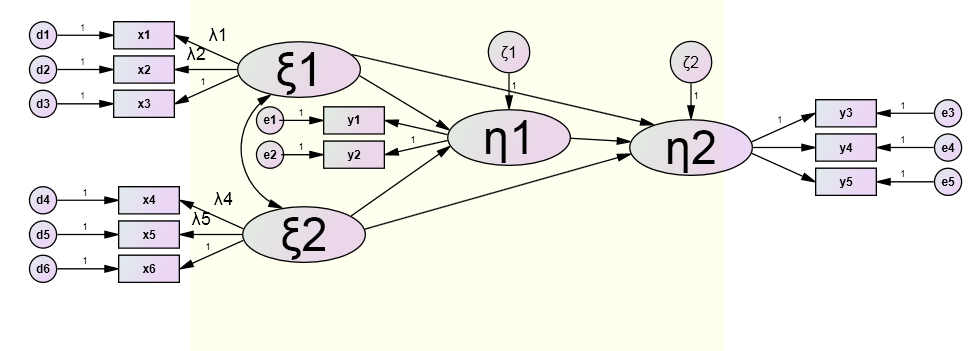 d1 1 x1 λ1
d2 1 x2 λ2
d3 1 x3 1
ξ1
ζ1
1
ζ2
1
e1 1 y1
e2 1 y2 1
η1
η2
1 y3 1 e3
y4 1 e4
y5 1 e5
d4 1 x4 λ4
d5 1 x5 λ5
d6 1 x6 1
ξ2